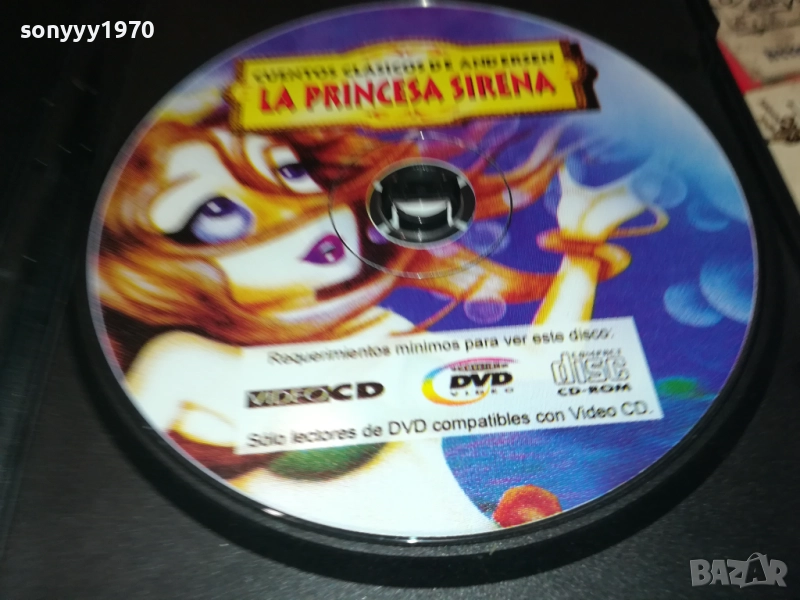 sonyyy1970
CUENTOS CLÁSICOS DE ANDERSEN
LA PRINCESA SIRENA
Requerimientos mínimos para ver este disco:
VIDEO CD
DVD
VIDEO
COMPACT
disc
CD-ROM
Sólo lectores de DVD compatibles con Video CD.
BAZAR